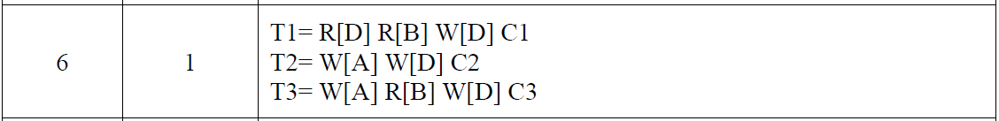 6
1
T1= R[D] R[B] W[D] C1
T2= W[A] W[D] C2
T3= W[A] R[B] W[D] C3